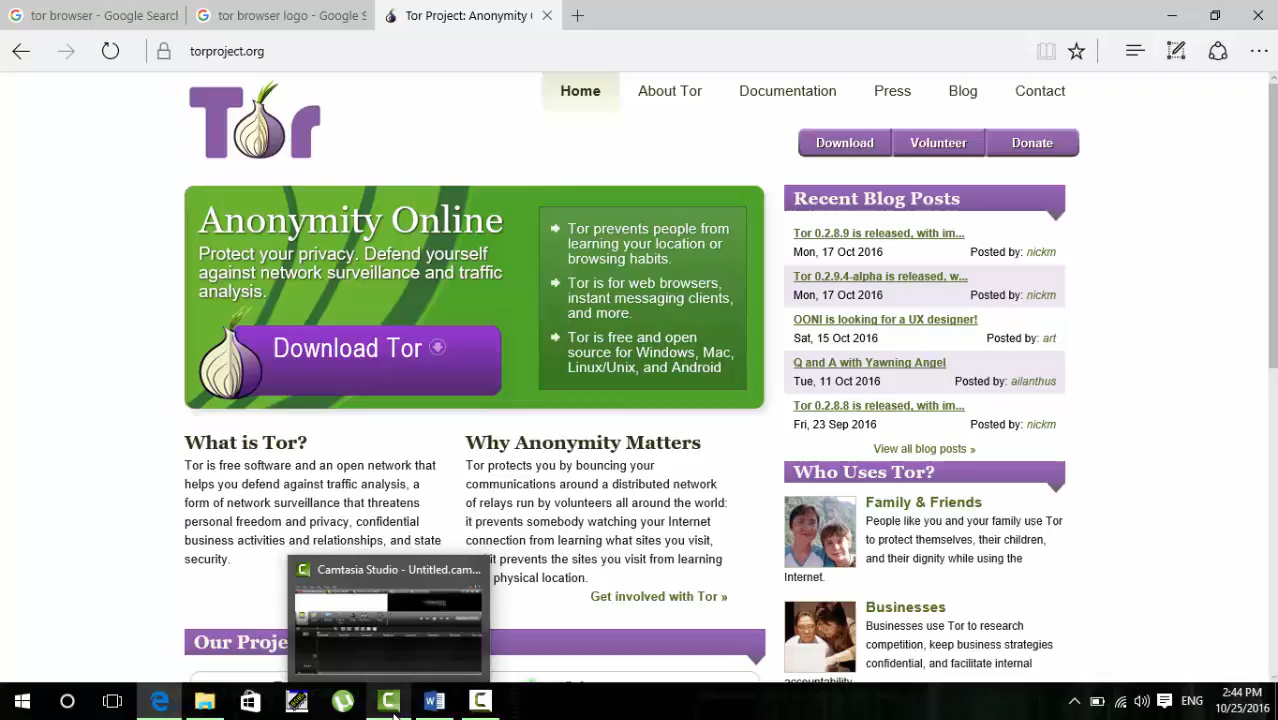 tor browser - Google Search
tor browser logo - Google
Tor Project: Anonymity
torproject.org
Tor
Home
About Tor
Documentation
Press
Blog
Contact
Download
Volunteer
Donate
Anonymity Online
Protect your privacy. Defend yourself
against network surveillance and traffic
analysis.
Download Tor
Tor prevents people from
learning your location or
browsing habits.
Tor is for web browsers,
instant messaging clients,
and more.
Tor is free and open
source for Windows, Mac,
Linux/Unix, and Android
Recent Blog Posts
Tor 0.2.8.9 is released, with im...
Mon, 17 Oct 2016 Posted by: nickm
Tor 0.2.9.4-alpha is released, w...
Mon, 17 Oct 2016 Posted by: nickm
OONI is looking for a UX designer!
Sat, 15 Oct 2016 Posted by: art
Q and A with Yawning Angel
Tue, 11 Oct 2016 Posted by: ailanthus
Tor 0.2.8.8 is released, with im...
Fri, 23 Sep 2016 Posted by: nickm
View all blog posts »
What is Tor?
Tor is free software and an open network that
helps you defend against traffic analysis, a
form of network surveillance that threatens
personal freedom and privacy, confidential
business activities and relationships, and state
security.
Why Anonymity Matters
Tor protects you by bouncing your
communications around a distributed network
of relays run by volunteers all around the world:
it prevents somebody watching your Internet
connection from learning what sites you visit,
it prevents the sites you visit from learning
physical location.
Get involved with Tor »
Who Uses Tor?
Family & Friends
People like you and your family use Tor
to protect themselves, their children,
and their dignity while using the
Internet.
Businesses
Businesses use Tor to research
competition, keep business strategies
confidential, and facilitate internal
accountability.
Camtasia Studio - Untitled.cam...
Our Proje
ENG
2:44 PM
10/25/2016